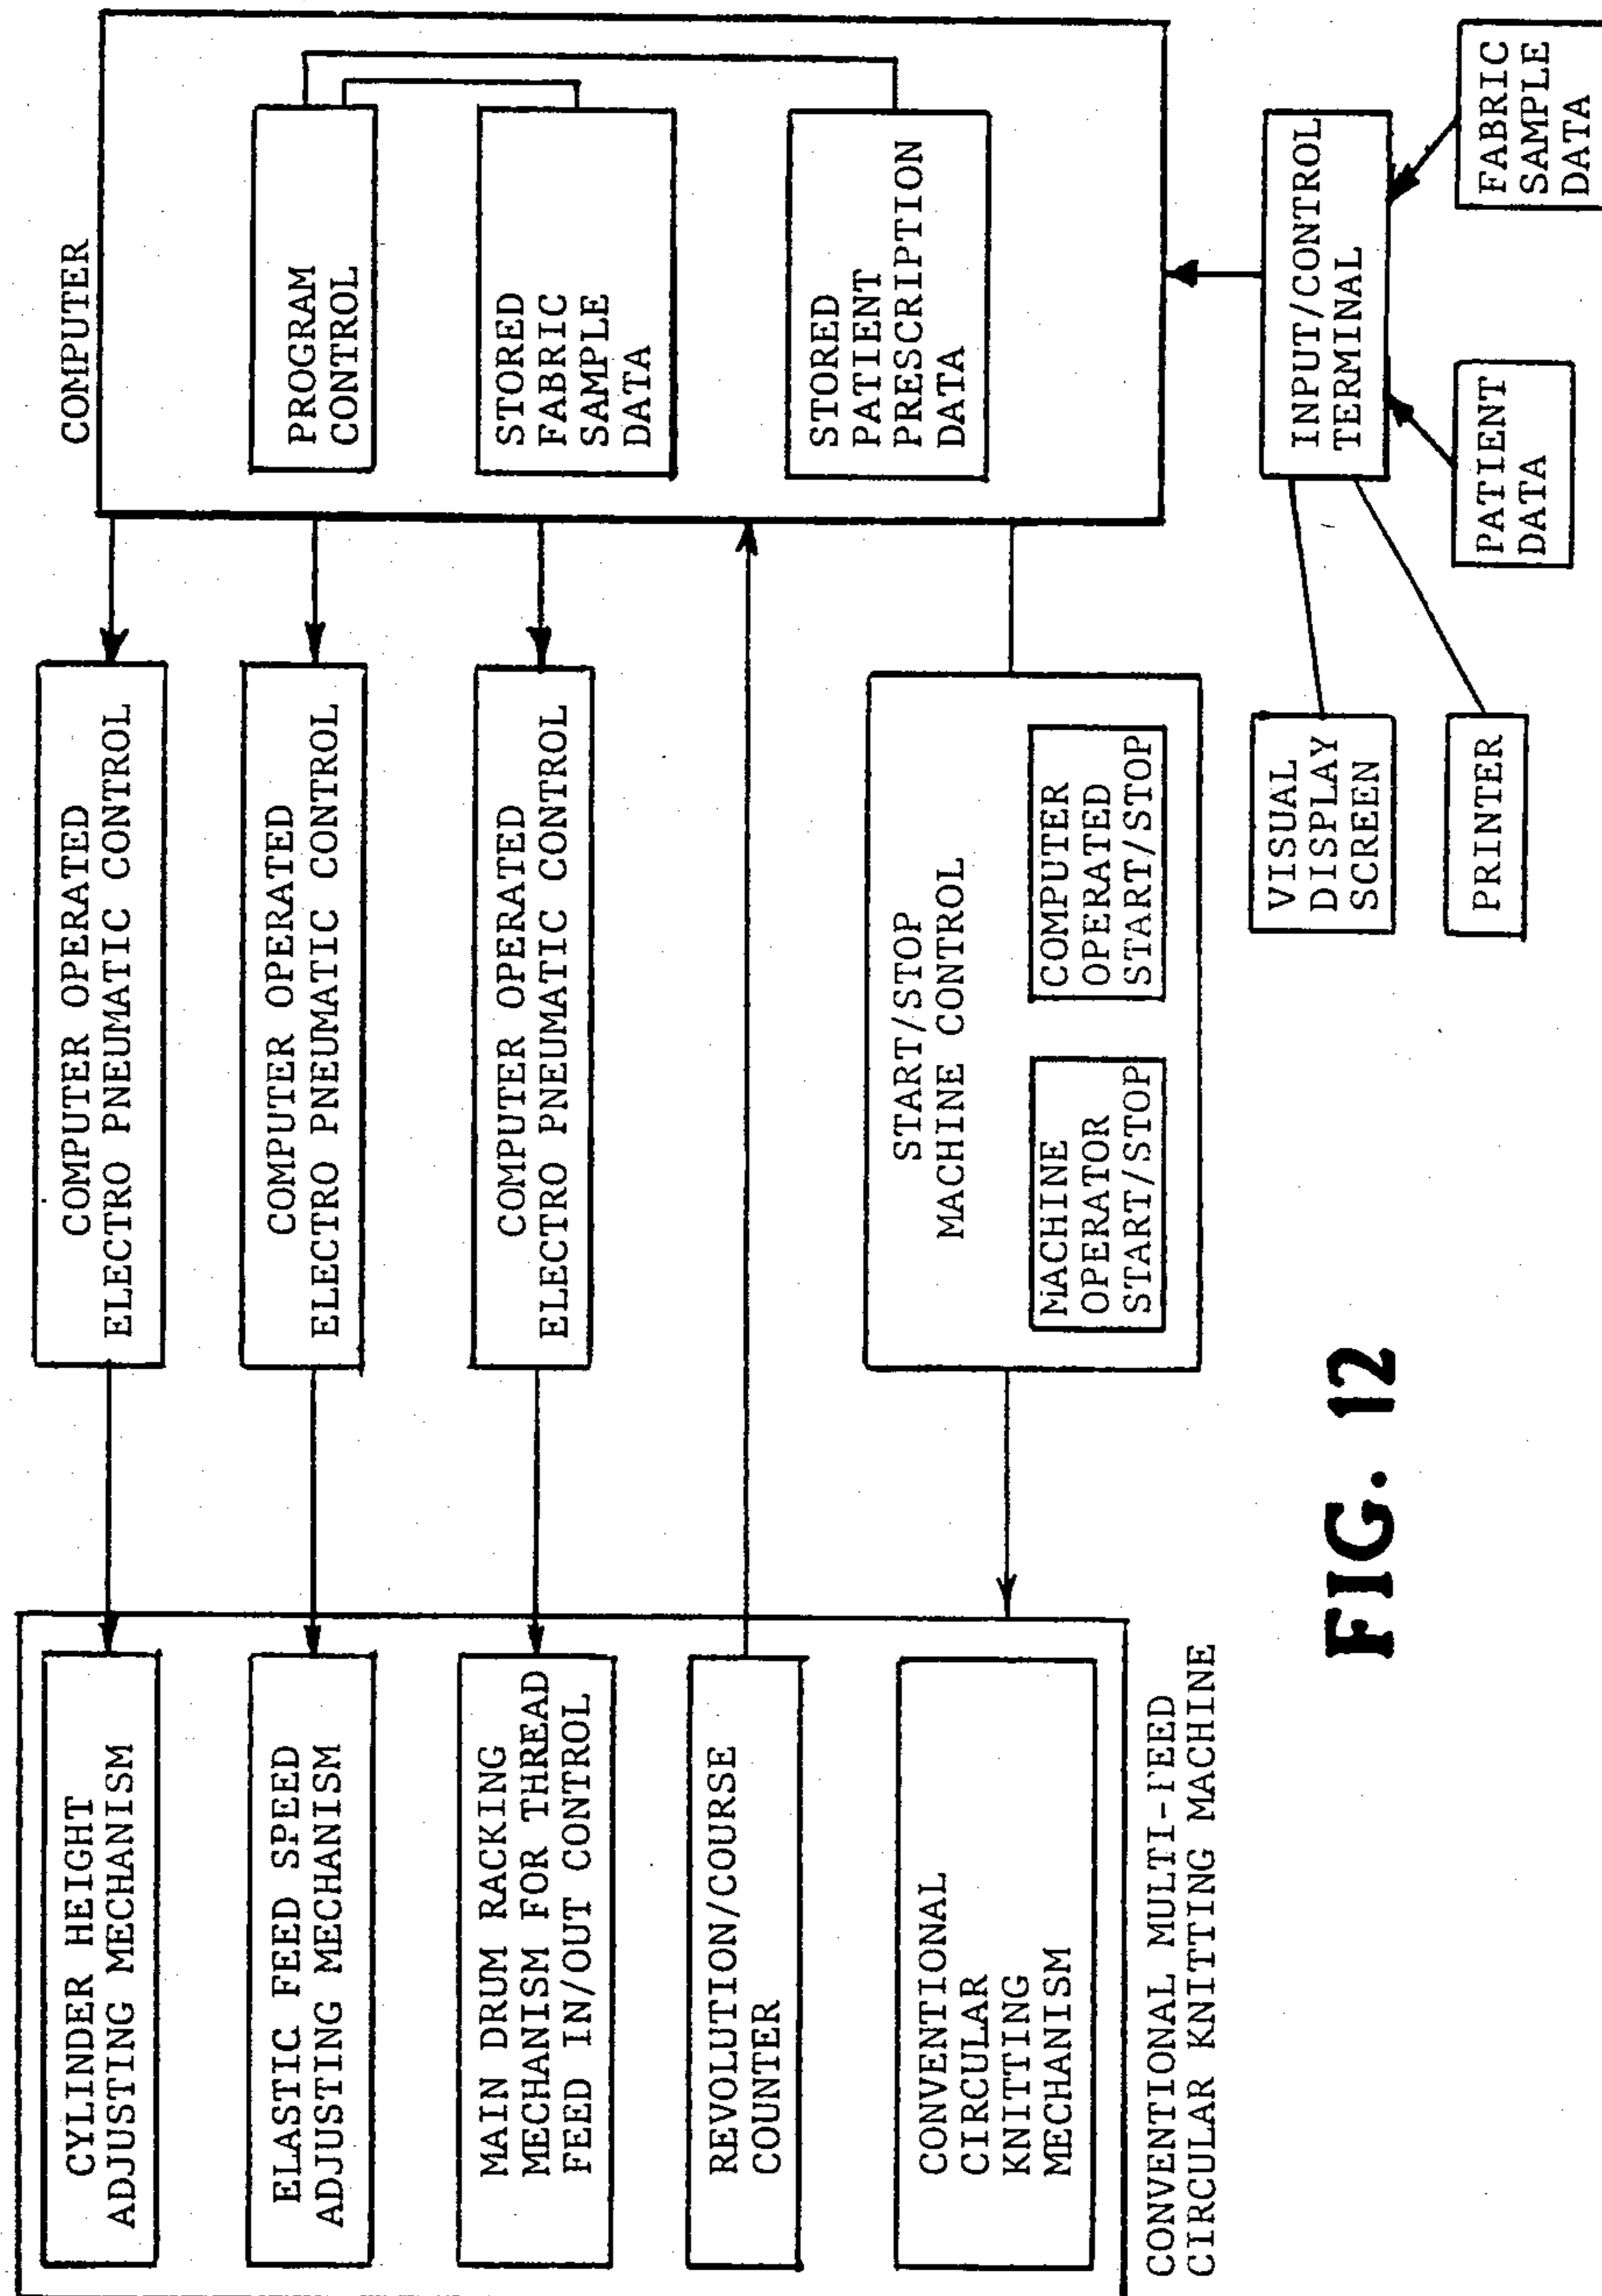 CYLINDER HEIGHT
ADJUSTING MECHANISM
ELASTIC FEED SPEED
ADJUSTING MECHANISM
MAIN DRUM RACKING
MECHANISM FOR THREAD
FEED IN/OUT CONTROL
REVOLUTION/COURSE
COUNTER
CONVENTIONAL
CIRCULAR
KNITTING
MECHANISM
CONVENTIONAL MULTI-FEED
CIRCULAR KNITTING MACHINE
COMPUTER OPERATED
ELECTRO PNEUMATIC CONTROL
COMPUTER OPERATED
ELECTRO PNEUMATIC CONTROL
COMPUTER OPERATED
ELECTRO PNEUMATIC CONTROL
START/STOP
MACHINE CONTROL
MACHINE
OPERATOR
START/STOP
COMPUTER
OPERATED
START/STOP
COMPUTER
PROGRAM
CONTROL
STORED
FABRIC
SAMPLE
DATA
STORED
PATIENT
PRESCRIPTION
DATA
INPUT/CONTROL
TERMINAL
VISUAL
DISPLAY
SCREEN
PRINTER
PATIENT
DATA
FABRIC
SAMPLE
DATA
FIG. 12